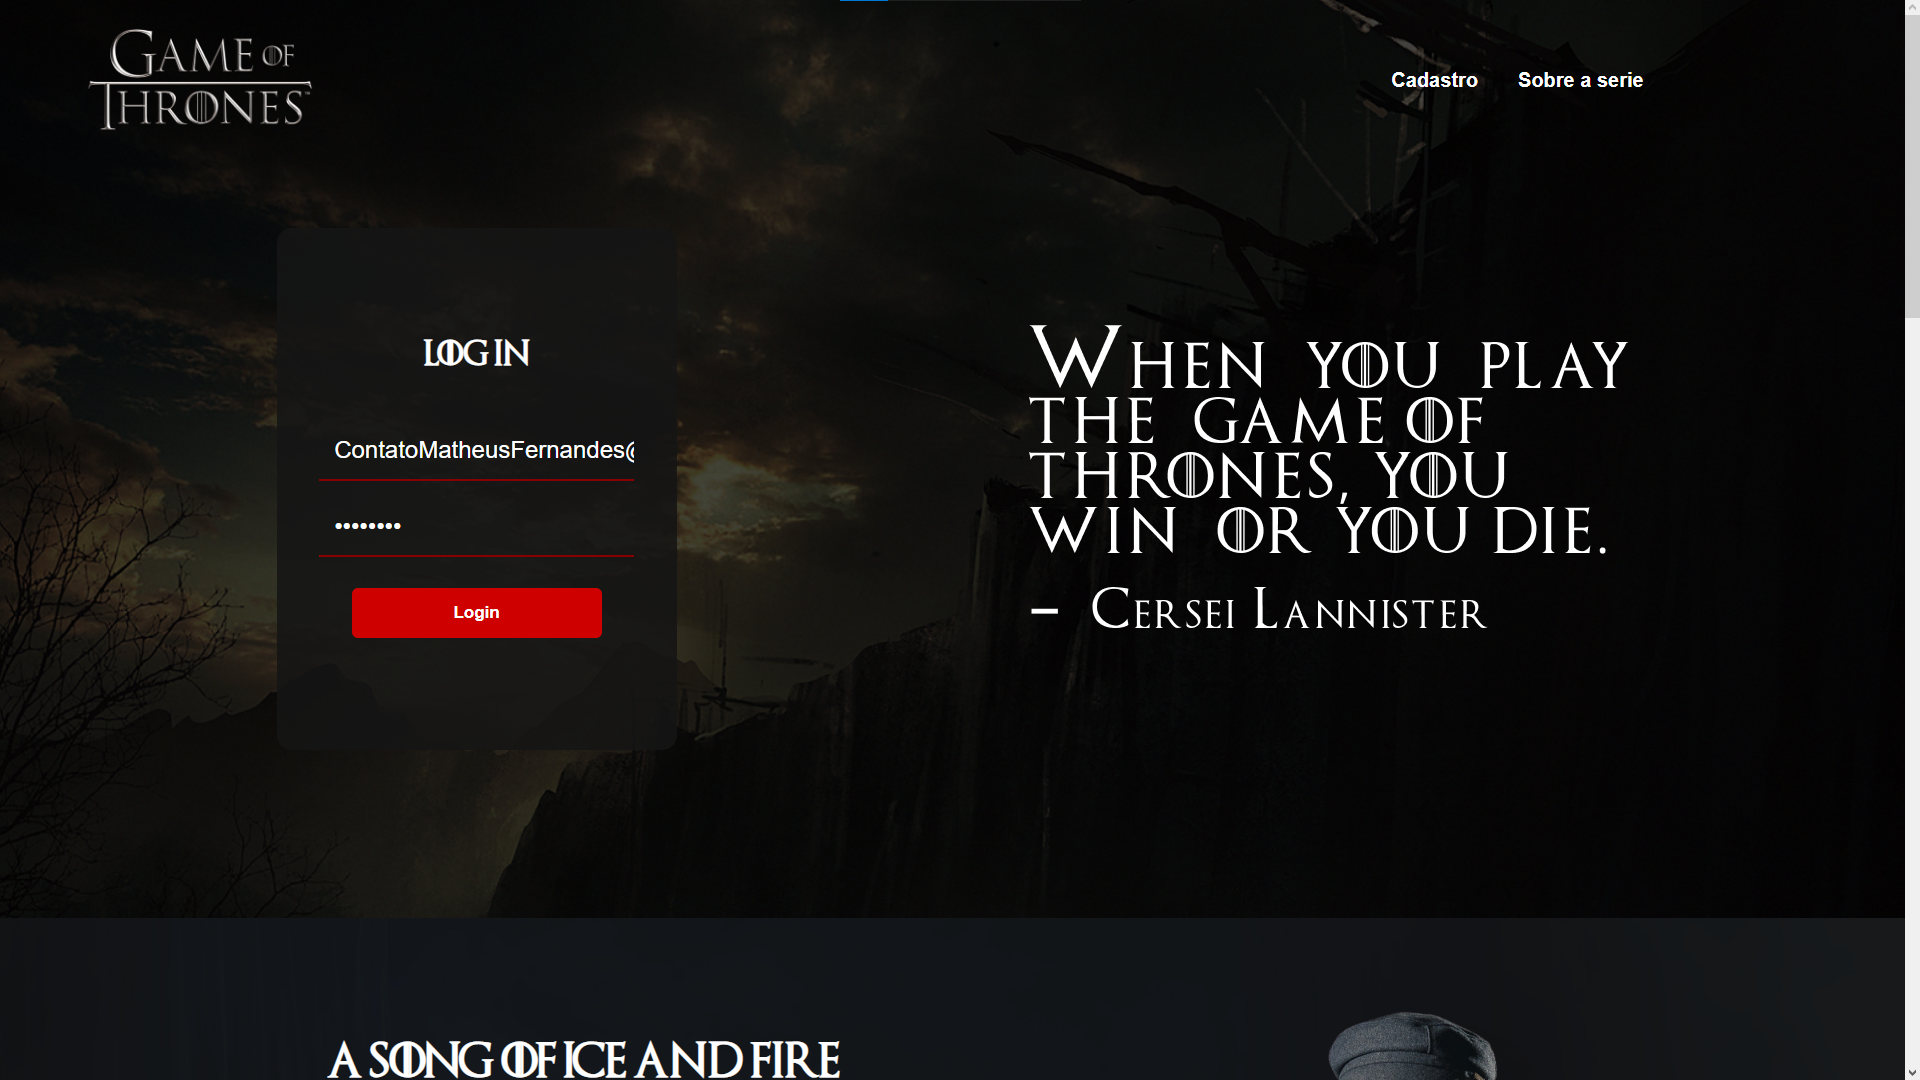 GAME OF
THRONES™
Cadastro
Sobre a serie
LOGIN
ContatoMatheusFernandes@
••••••••
Login
WHEN YOU PLAY
THE GAME OF
THRONES, YOU
WIN OR YOU DIE.
– CERSEI LANNISTER
A SONG OF ICE AND FIRE